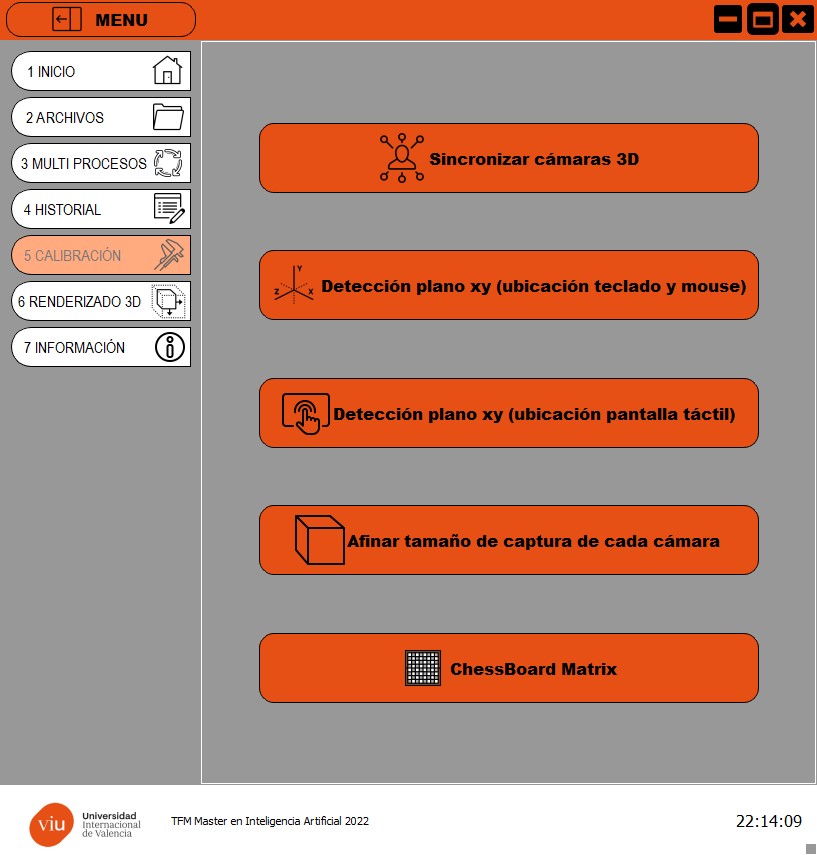 MENU
1 INICIO
2 ARCHIVOS
3 MULTI PROCESOS
4 HISTORIAL
5 CALIBRACIÓN
6 RENDERIZADO 3D
7 INFORMACIÓN
Sincronizar cámaras 3D
Y
Z
X
Detección plano xy (ubicación teclado y mouse)
Detección plano xy (ubicación pantalla táctil)
Afinar tamaño de captura de cada cámara
ChessBoard Matrix
viu
Universidad
Internacional
de Valencia
TFM Master en Inteligencia Artificial 2022
22:14:09